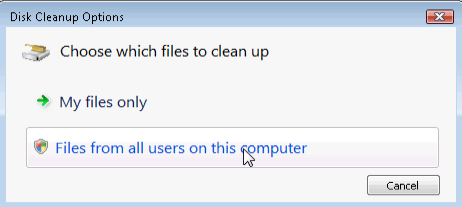 Disk Cleanup Options
Choose which files to clean up
My files only
Files from all users on this computer
Cancel